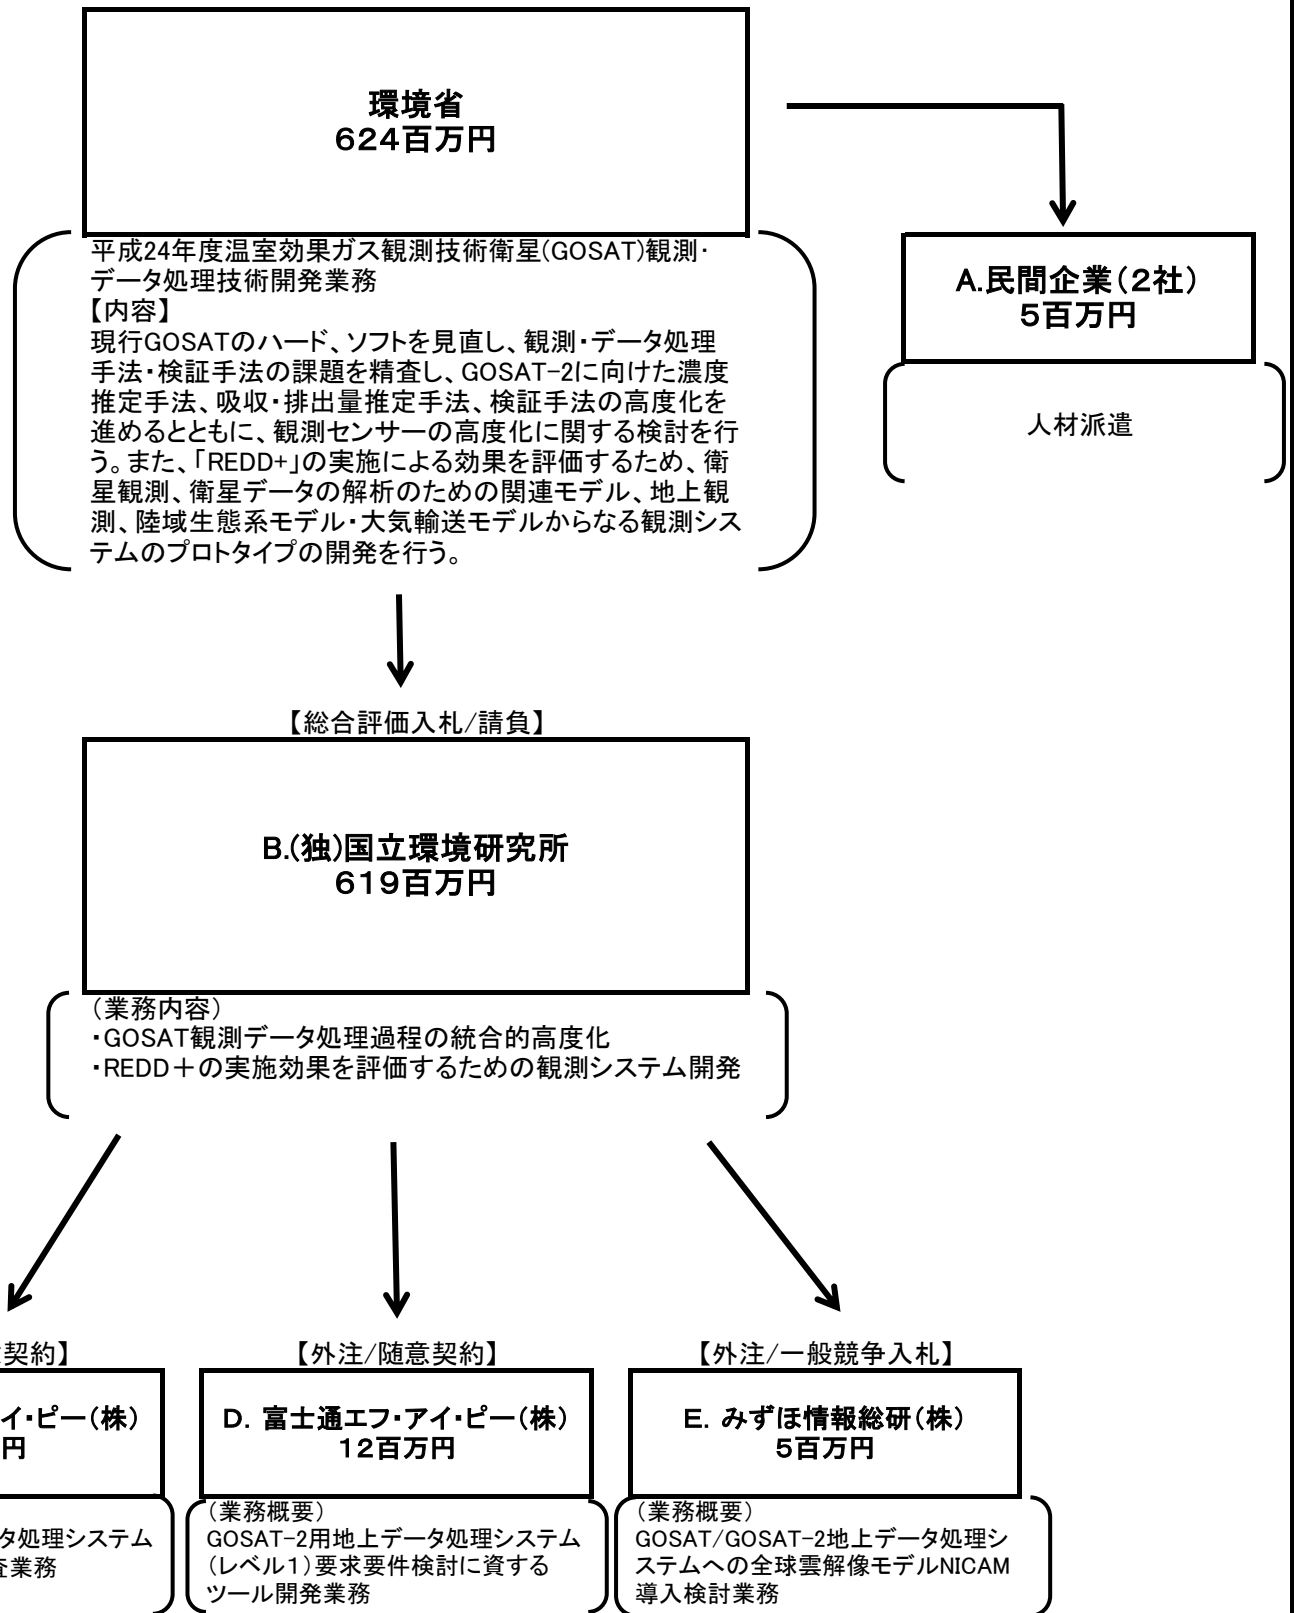 環境省
624百万円
平成24年度温室効果ガス観測技術衛星(GOSAT)観測・
データ処理技術開発業務
【内容】
現行GOSATのハード、ソフトを見直し、観測・データ処理
手法・検証手法の課題を精査し、GOSAT-2に向けた濃度
推定手法、吸収・排出量推定手法、検証手法の高度化を
進めるとともに、観測センサーの高度化に関する検討を行
う。また、「REDD+」の実施による効果を評価するため、衛
星観測、衛星データの解析のための関連モデル、地上観
測、陸域生態系モデル・大気輸送モデルからなる観測シス
テムのプロトタイプの開発を行う。
A.民間企業(2社)
5百万円
人材派遣
【総合評価入札/請負】
B.(独)国立環境研究所
619百万円
(業務内容)
・GOSAT観測データ処理過程の統合的高度化
・REDD+の実施効果を評価するための観測システム開発
契約】
イ・ピー(株)
円
タ処理システム
査業務
【外注/随意契約】
D. 富士通エフ・アイ・ピー(株)
12百万円
(業務概要)
GOSAT-2用地上データ処理システム
(レベル1)要求要件検討に資する
ツール開発業務
【外注/一般競争入札】
E. みずほ情報総研(株)
5百万円
(業務概要)
GOSAT/GOSAT-2地上データ処理シ
ステムへの全球雲解像モデルNICAM
導入検討業務